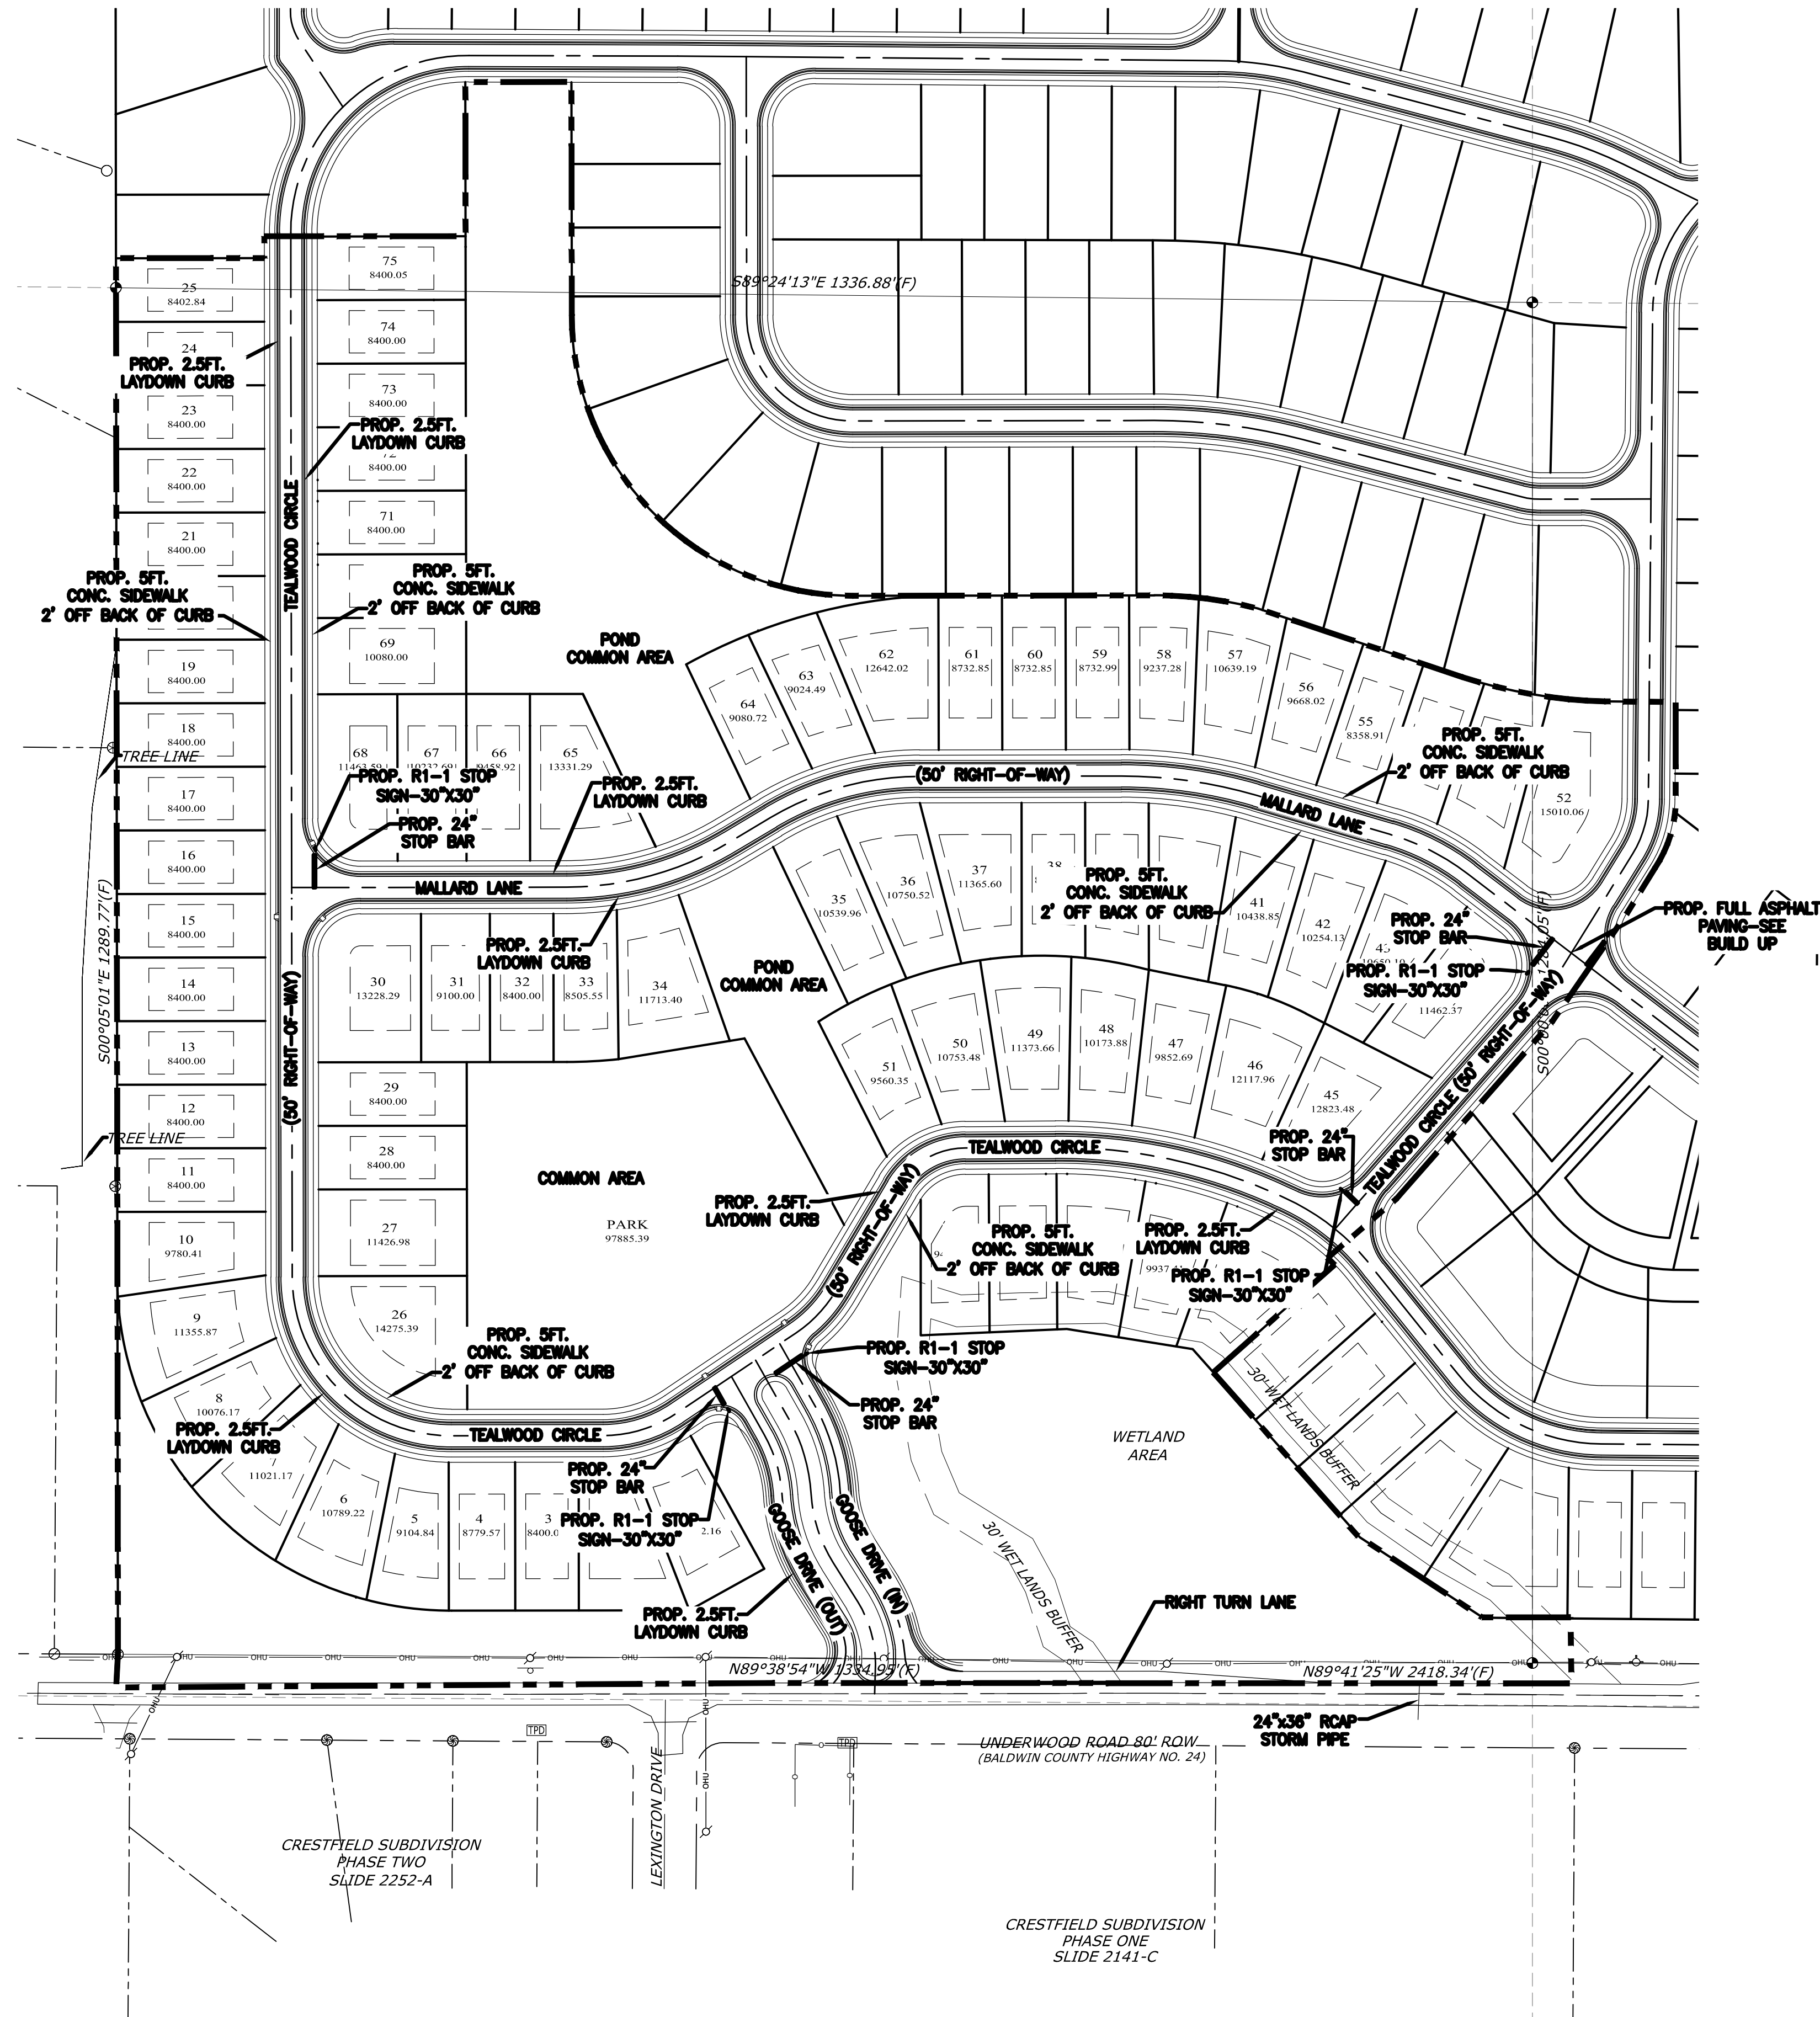 S89°24'13"E 1336.88'(F)
75
8400.05
25
8402.84
74
8400.00
24
PROP. 2.5FT.
LAYDOWN CURB
73
8400.00
23
8400.00
PROP. 2.5FT.
LAYDOWN CURB
8400.00
22
8400.00
TEALWOOD CIRCLE
71
8400.00
21
8400.00
PROP. 5FT.
CONC. SIDEWALK
2' OFF BACK OF CURB
PROP. 5FT.
CONC. SIDEWALK
2' OFF BACK OF CURB
69
10080.00
POND
COMMON AREA
19
8400.00
18
8400.00
TREE LINE
17
8400.00
16
8400.00
15
8400.00
14
8400.00
13
8400.00
12
8400.00
TREE LINE
11
8400.00
10
9780.41
9
11355.87
S00°05'01"E 1289.77'(F)
68
11463.59
67
10232.69
66
9458.92
65
13331.29
PROP. R1-1 STOP
SIGN-30"X30"
PROP. 24"
STOP BAR
PROP. 2.5FT.
LAYDOWN CURB
MALLARD LANE
64
9080.72
63
9024.49
62
12642.02
61
8732.85
60
8732.85
59
8732.99
58
9237.28
57
10639.19
56
9668.02
55
8358.91
PROP. 5FT.
CONC. SIDEWALK
2' OFF BACK OF CURB
52
15010.06
(50' RIGHT-OF-WAY)
MALLARD LANE
35
10539.96
36
10750.52
37
11365.60
38
PROP. 5FT.
CONC. SIDEWALK
2' OFF BACK OF CURB
41
10438.85
42
10254.13
PROP. 24"
STOP BAR
PROP. R1-1 STOP
SIGN-30"X30"
11462.37
PROP. FULL ASPHALT
PAVING-SEE
BUILD UP
PROP. 2.5FT.
LAYDOWN CURB
30
13228.29
31
9100.00
32
8400.00
33
8505.55
34
11713.40
POND
COMMON AREA
(50' RIGHT-OF-WAY)
29
8400.00
28
8400.00
27
11426.98
26
14275.39
COMMON AREA
PARK
97885.39
51
9560.35
50
10753.48
49
11373.66
48
10173.88
47
9852.69
46
12117.96
45
12823.48
TEALWOOD CIRCLE
PROP. 24"
STOP BAR
TEALWOOD CIRCLE (50' RIGHT-OF-WAY)
PROP. 2.5FT.
LAYDOWN CURB
(50' RIGHT-OF-WAY)
PROP. 5FT.
CONC. SIDEWALK
2' OFF BACK OF CURB
PROP. 2.5FT.
LAYDOWN CURB
PROP. R1-1 STOP
SIGN-30"X30"
PROP. 5FT.
CONC. SIDEWALK
2' OFF BACK OF CURB
PROP. R1-1 STOP
SIGN-30"X30"
PROP. 24"
STOP BAR
8
10076.17
PROP. 2.5FT.
LAYDOWN CURB
11021.17
6
10789.22
5
9104.84
4
8779.57
3
TEALWOOD CIRCLE
PROP. 24"
STOP BAR
PROP. R1-1 STOP
SIGN-30"X30"
GOOSE DRIVE (OUT)
GOOSE DRIVE (IN)
PROP. 2.5FT.
LAYDOWN CURB
WETLAND
AREA
30' WET LANDS BUFFER
30' WET LANDS BUFFER
RIGHT TURN LANE
OHU OHU OHU OHU OHU OHU OHU
N89°38'54"W 1334.95'(F)
N89°41'25"W 2418.34'(F)
24"x36" RCAP
STORM PIPE
TPD
TPD
UNDERWOOD ROAD 80' ROW
(BALDWIN COUNTY HIGHWAY NO. 24)
LEXINGTON DRIVE
CRESTFIELD SUBDIVISION
PHASE TWO
SLIDE 2252-A
CRESTFIELD SUBDIVISION
PHASE ONE
SLIDE 2141-C